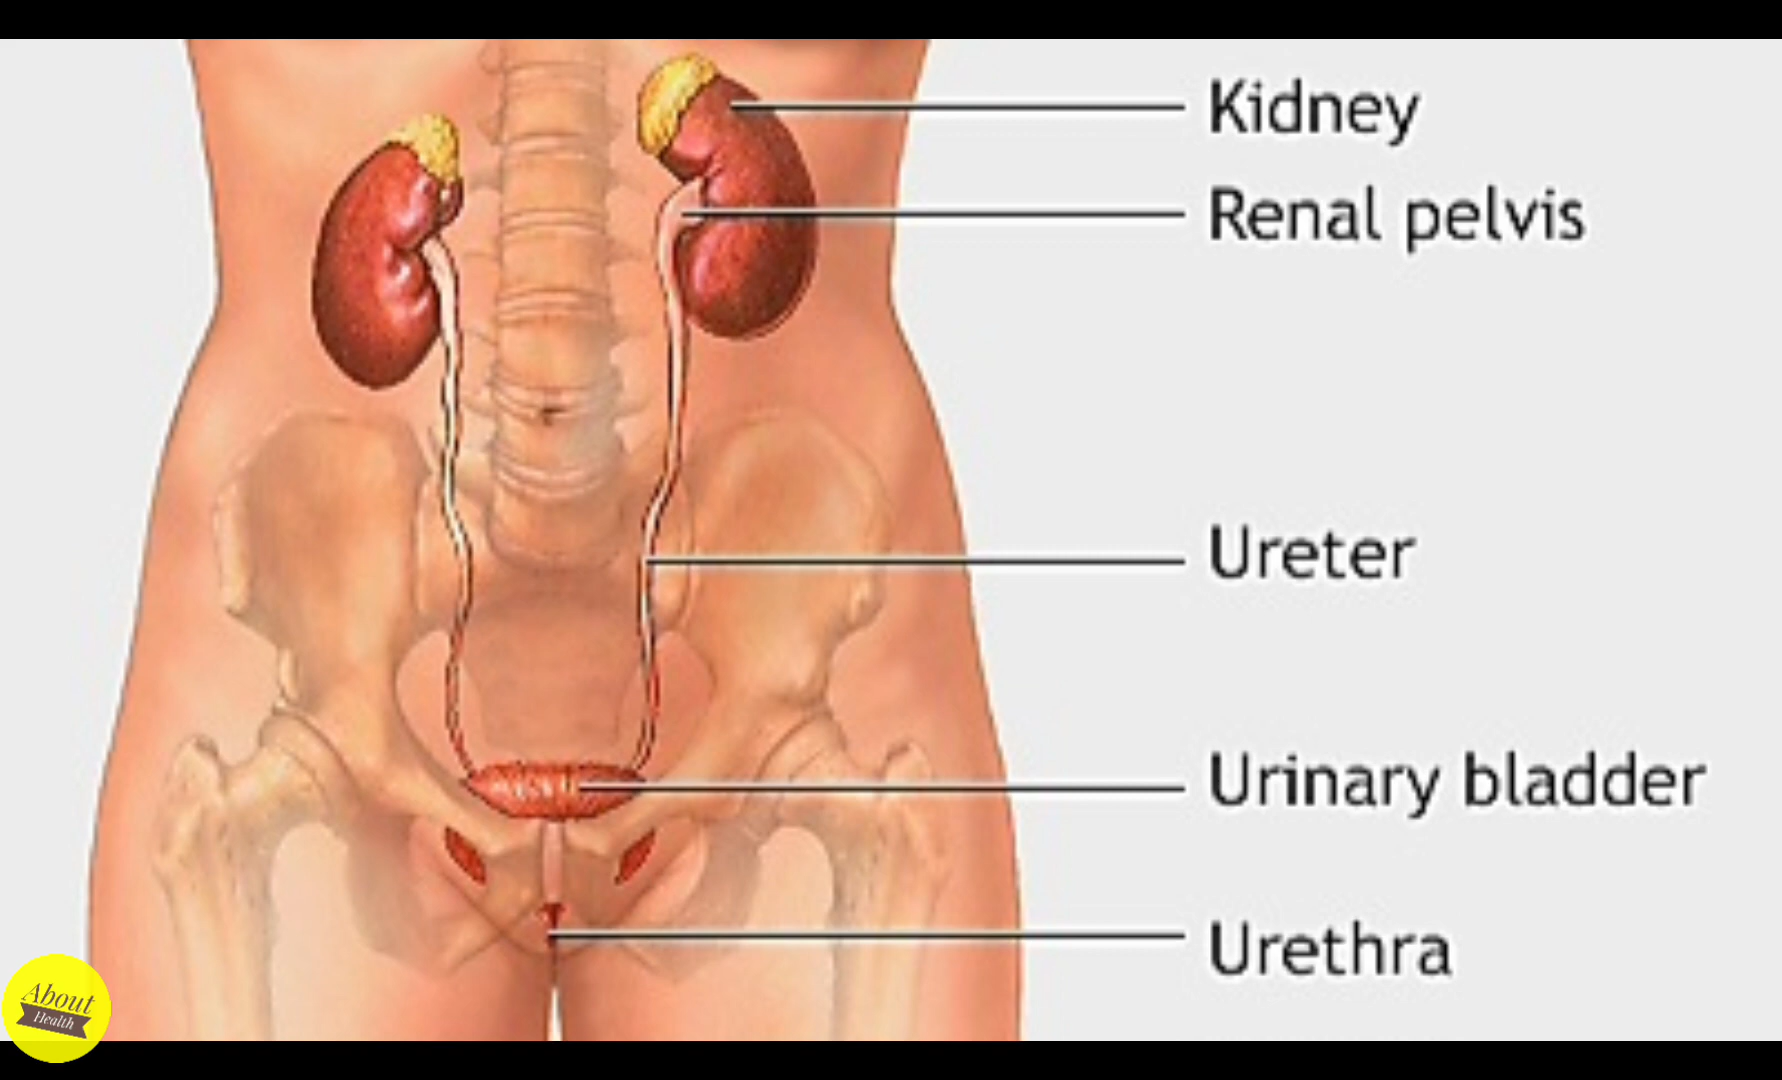 Kidney
Renal pelvis
Ureter
Urinary bladder
Urethra
About
Health